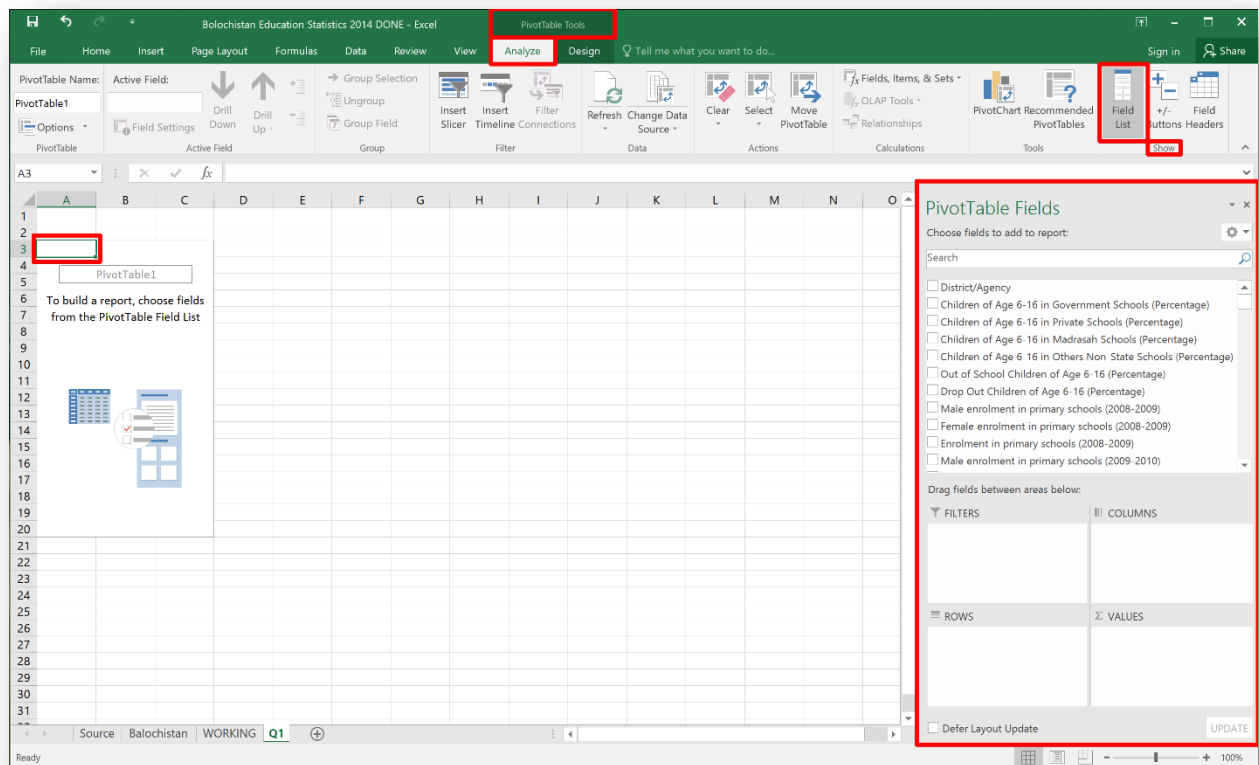 Bolochistan Education Statistics 2014 DONE - Excel
PivotTable Tools
File Home Insert Page Layout Formulas Data Review View Analyze Design Tell me what you want to do... Sign in Share
PivotTable Name:
PivotTable1
Options
PivotTable
Active Field:
Field Settings
Drill Down
Drill Up
Active Field
Group Selection
Ungroup
Group Field
Group
Insert Slicer
Insert Timeline
Filter Connections
Filter
Refresh
Change Data Source
Data
Clear
Select
Move PivotTable
Actions
Fields, Items, & Sets
OLAP Tools
Relationships
Calculations
PivotChart
Recommended PivotTables
Tools
Field List
+/- Buttons
Field Headers
Show
A3
fx
A B C D E F G H I J K L M N O
1
2
3
4
5
6
7
8
9
10
11
12
13
14
15
16
17
18
19
20
21
22
23
24
25
26
27
28
29
30
31
PivotTable1
To build a report, choose fields
from the PivotTable Field List
PivotTable Fields
Choose fields to add to report:
Search
District/Agency
Children of Age 6-16 in Government Schools (Percentage)
Children of Age 6-16 in Private Schools (Percentage)
Children of Age 6-16 in Madrasah Schools (Percentage)
Children of Age 6-16 in Others Non-State Schools (Percentage)
Out of School Children of Age 6-16 (Percentage)
Drop Out Children of Age 6-16 (Percentage)
Male enrolment in primary schools (2008-2009)
Female enrolment in primary schools (2008-2009)
Enrolment in primary schools (2008-2009)
Male enrolment in primary schools (2009-2010)
Drag fields between areas below:
FILTERS
COLUMNS
ROWS
Σ VALUES
Defer Layout Update
UPDATE
Source Balochistan WORKING Q1
Ready
100%